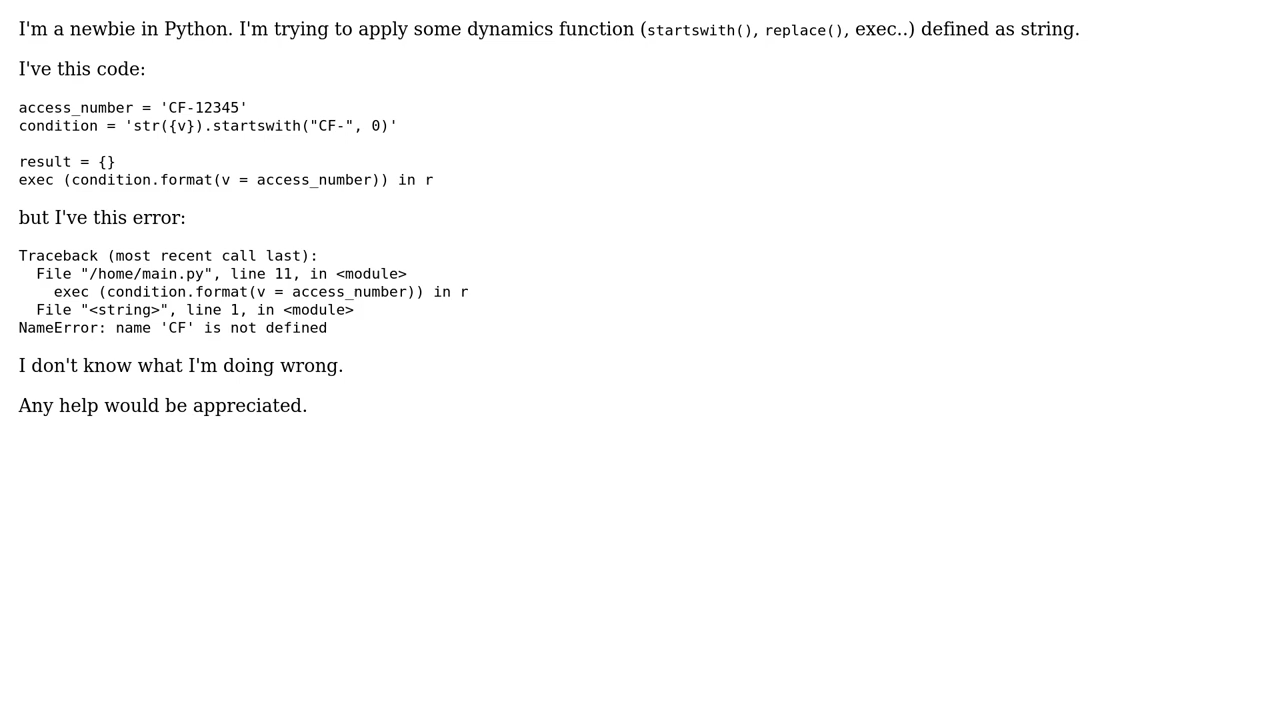 I'm a newbie in Python. I'm trying to apply some dynamics function (startswith(), replace(), exec..) defined as string.
I've this code:
access_number = 'CF-12345'
condition = 'str({v}).startswith("CF-", 0)'
result = {}
exec (condition.format(v = access_number)) in r
but I've this error:
Traceback (most recent call last):
  File "/home/main.py", line 11, in <module>
    exec (condition.format(v = access_number)) in r
  File "<string>", line 1, in <module>
NameError: name 'CF' is not defined
I don't know what I'm doing wrong.
Any help would be appreciated.